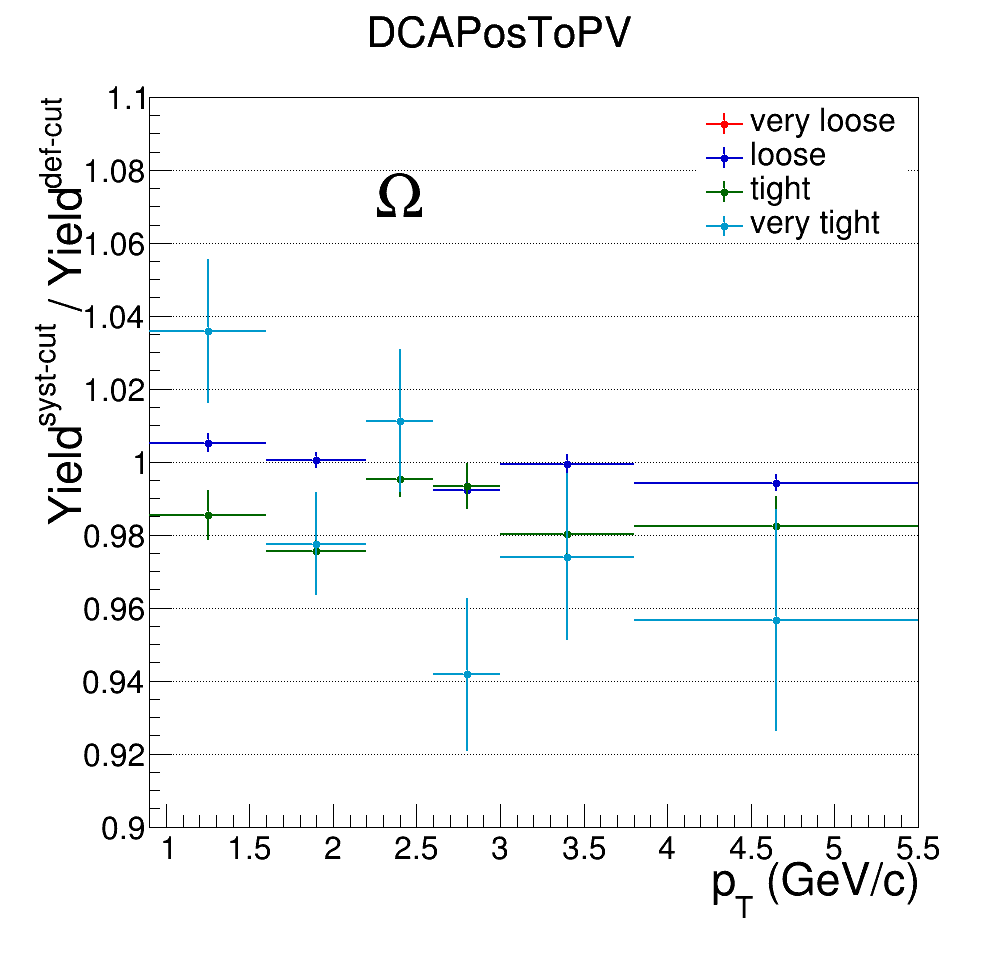 DCAPosToPV
Yield^syst-cut / Yield^def-cut
1.1
1.08
1.06
1.04
1.02
1
0.98
0.96
0.94
0.92
0.9
Ω
very loose
loose
tight
very tight
1 1.5 2 2.5 3 3.5 4 4.5 5 5.5
p_T (GeV/c)